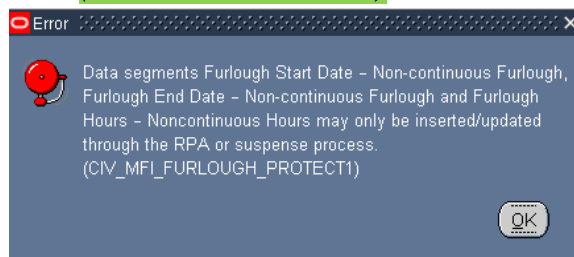 Error
Data segments Furlough Start Date – Non-continuous Furlough,
Furlough End Date – Non-continuous Furlough and Furlough
Hours – Noncontinuous Hours may only be inserted/updated
through the RPA or suspense process.
(CIV_MFI_FURLOUGH_PROTECT1)
OK